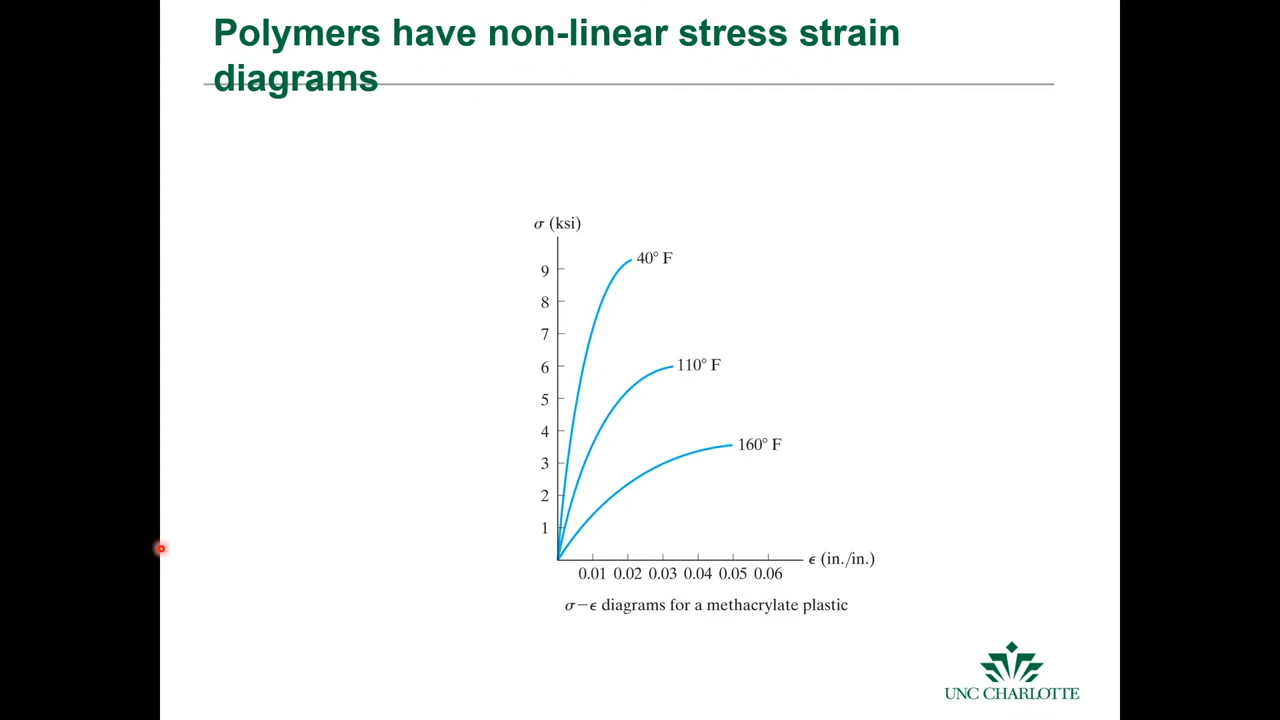 Polymers have non-linear stress strain
diagrams
σ (ksi)
40° F
9
8
7
110° F
6
5
4
160° F
3
2
1
ϵ (in./in.)
0.01 0.02 0.03 0.04 0.05 0.06
σ–ϵ diagrams for a methacrylate plastic
UNC CHARLOTTE